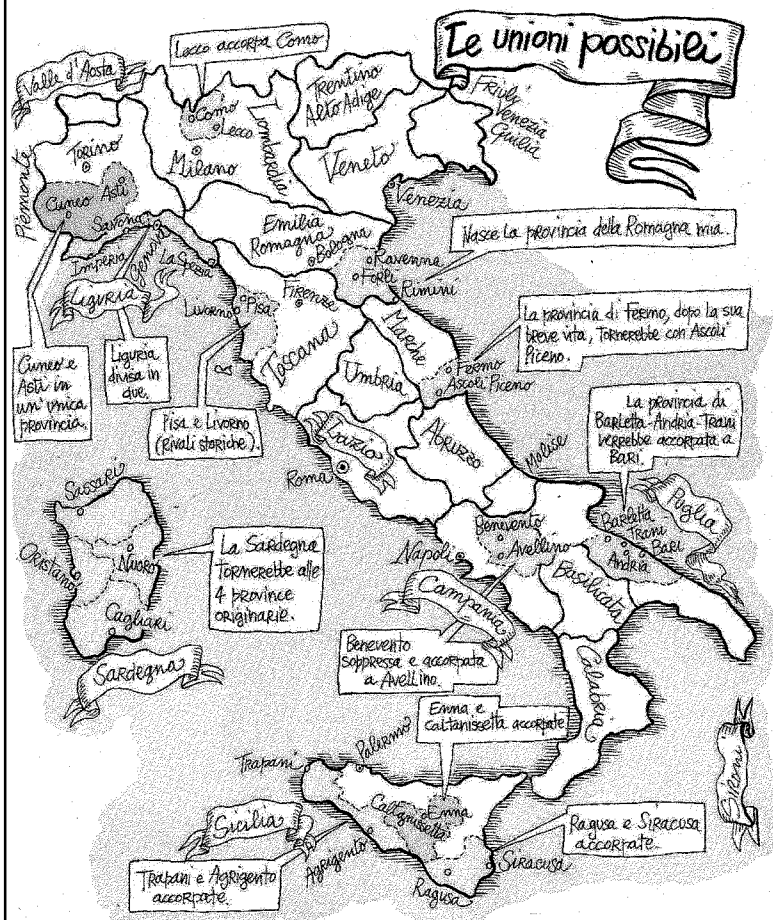 Le unioni possibili
Lecco accorpa Como
Valle d'Aosta
Trentino
Alto Adige
Friuly
Venezia
Giulia
Como
Lecco
Lombardia
Milano
Veneto
Venezia
Piemonte
Torino
Asti
Cuneo
Savona
Imperia
Genova
La Spezia
Liguria
Emilia
Romagna
Bologna
Ravenna
Forlì
Rimini
Nasce la provincia della Romagna mia.
Cuneo e
Asti in
un'unica
provincia.
Liguria
divisa in
due.
Livorno
Pisa
Firenze
Toscana
Pisa e Livorno
(Rivali storiche).
Marche
Umbria
Fermo
Ascoli Piceno
La provincia di Fermo, dopo la sua
breve vita, tornerebbe con Ascoli
Piceno.
Lazio
Roma
Abruzzo
Molise
La provincia di
Barletta-Andria-Trani
verrebbe accorpata a
Bari.
Puglia
Barletta
Trani
Bari
Andria
Sassari
Oristano
Nuoro
Cagliari
Sardegna
La Sardegna
tornerebbe alle
4 province
originarie.
Napoli
Benevento
Avellino
Campania
Basilicata
Benevento
soppressa e accorpata
a Avellino.
Calabria
Enna e
Caltanissetta accorpate
Trapani
Palermo
Caltanissetta
Enna
Sicilia
Agrigento
Trapani e Agrigento
accorpate.
Ragusa
Siracusa
Ragusa e Siracusa
accorpate.
Sironi